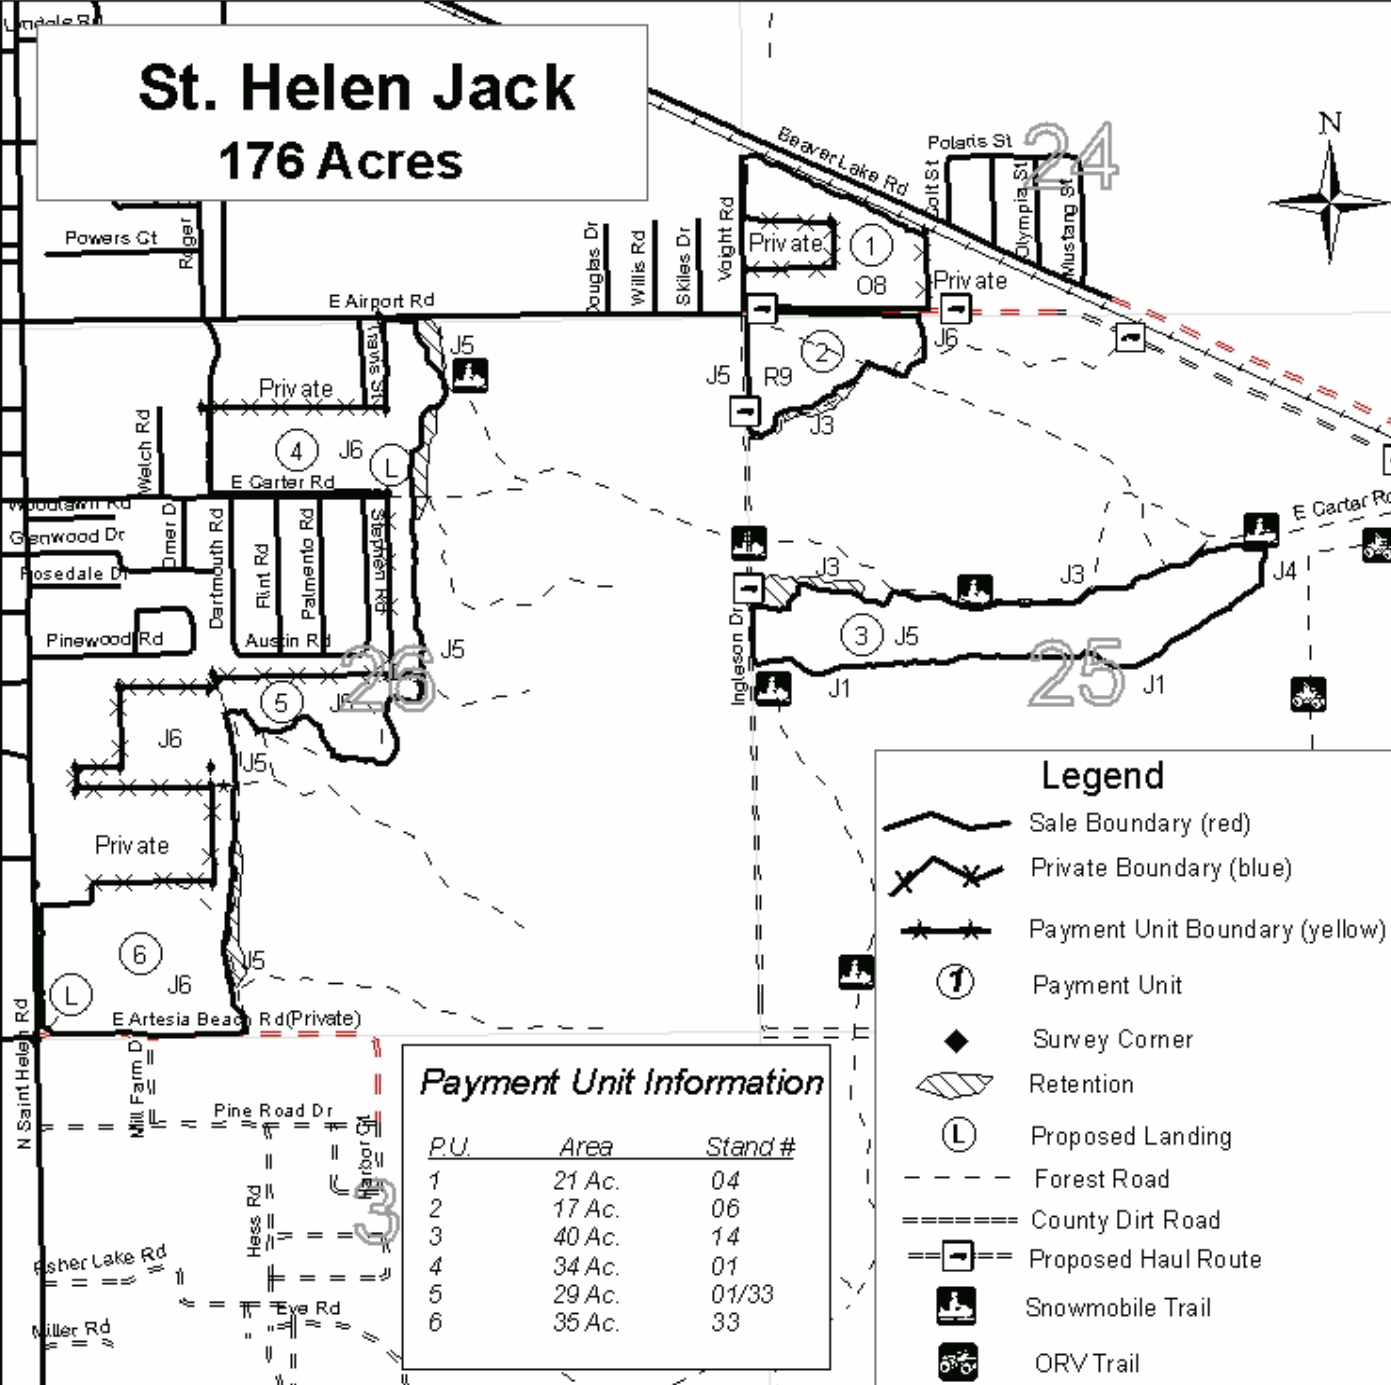 St. Helen Jack
176 Acres
N
24
Beaver Lake Rd
Polaris St
Colt St
Olympia St
Mustang St
Powers Ct
Roger
Douglas Dr
Willis Rd
Skiles Dr
Voight Rd
Private
1
O8
Private
E Airport Rd
J5
Private
J5
R9
2
J6
J3
Welch Rd
4
J6
L
E Carter Rd
E Carter Rd
Woodlawn Rd
Glenwood Dr
Rosedale Dr
Omer Dr
Dartmouth Rd
Flint Rd
Palmento Rd
Stephen Rd
Pinewood Rd
Austin Rd
J3
J3
J4
Ingleson Dr
3
J5
25
J1
J1
J5
26
5
J6
J6
J5
Private
6
J6
J5
L
E Artesia Beach Rd(Private)
N Saint Helen Rd
Mill Farm D
Pine Road Dr
Harbor Ct
Hess Rd
3
Asher Lake Rd
Eve Rd
Miller Rd
Payment Unit Information
P.U. Area Stand #
1 21 Ac. 04
2 17 Ac. 06
3 40 Ac. 14
4 34 Ac. 01
5 29 Ac. 01/33
6 35 Ac. 33
Legend
Sale Boundary (red)
Private Boundary (blue)
Payment Unit Boundary (yellow)
1 Payment Unit
Survey Corner
Retention
L Proposed Landing
Forest Road
County Dirt Road
Proposed Haul Route
Snowmobile Trail
ORV Trail